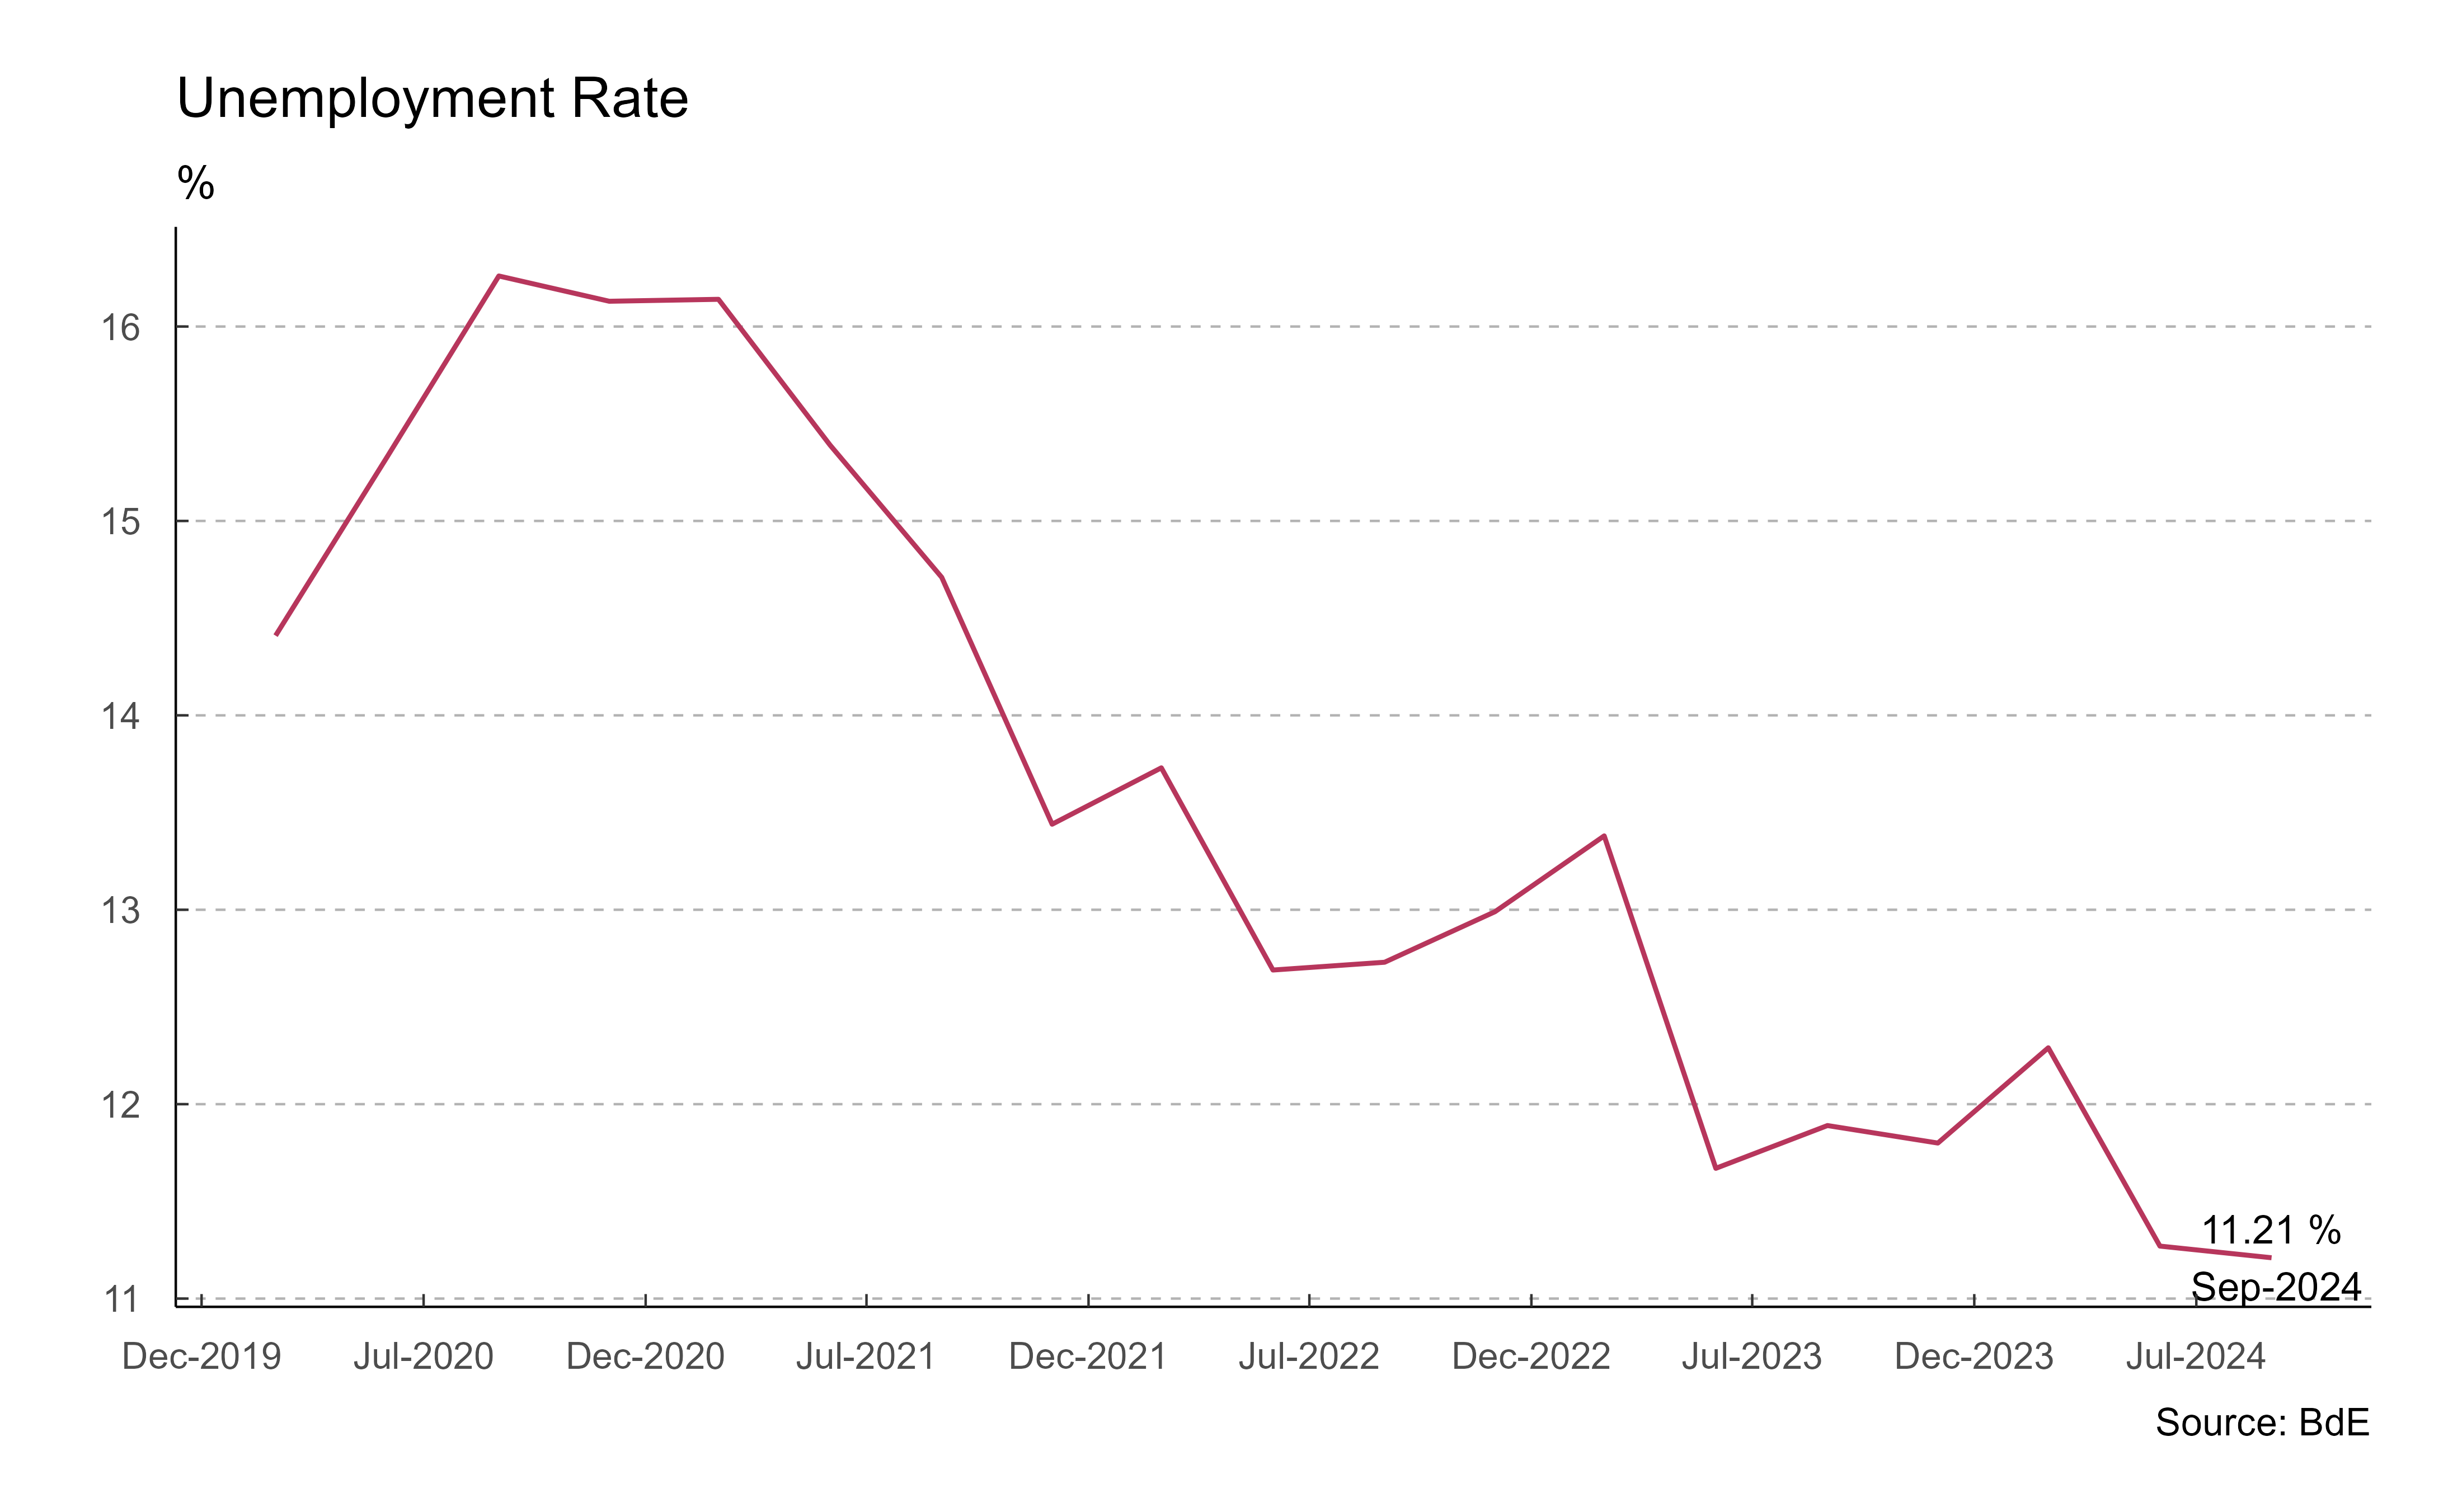 Unemployment Rate
%
16
15
14
13
12
11
11.21 %
Sep-2024
Dec-2019 Jul-2020 Dec-2020 Jul-2021 Dec-2021 Jul-2022 Dec-2022 Jul-2023 Dec-2023 Jul-2024
Source: BdE